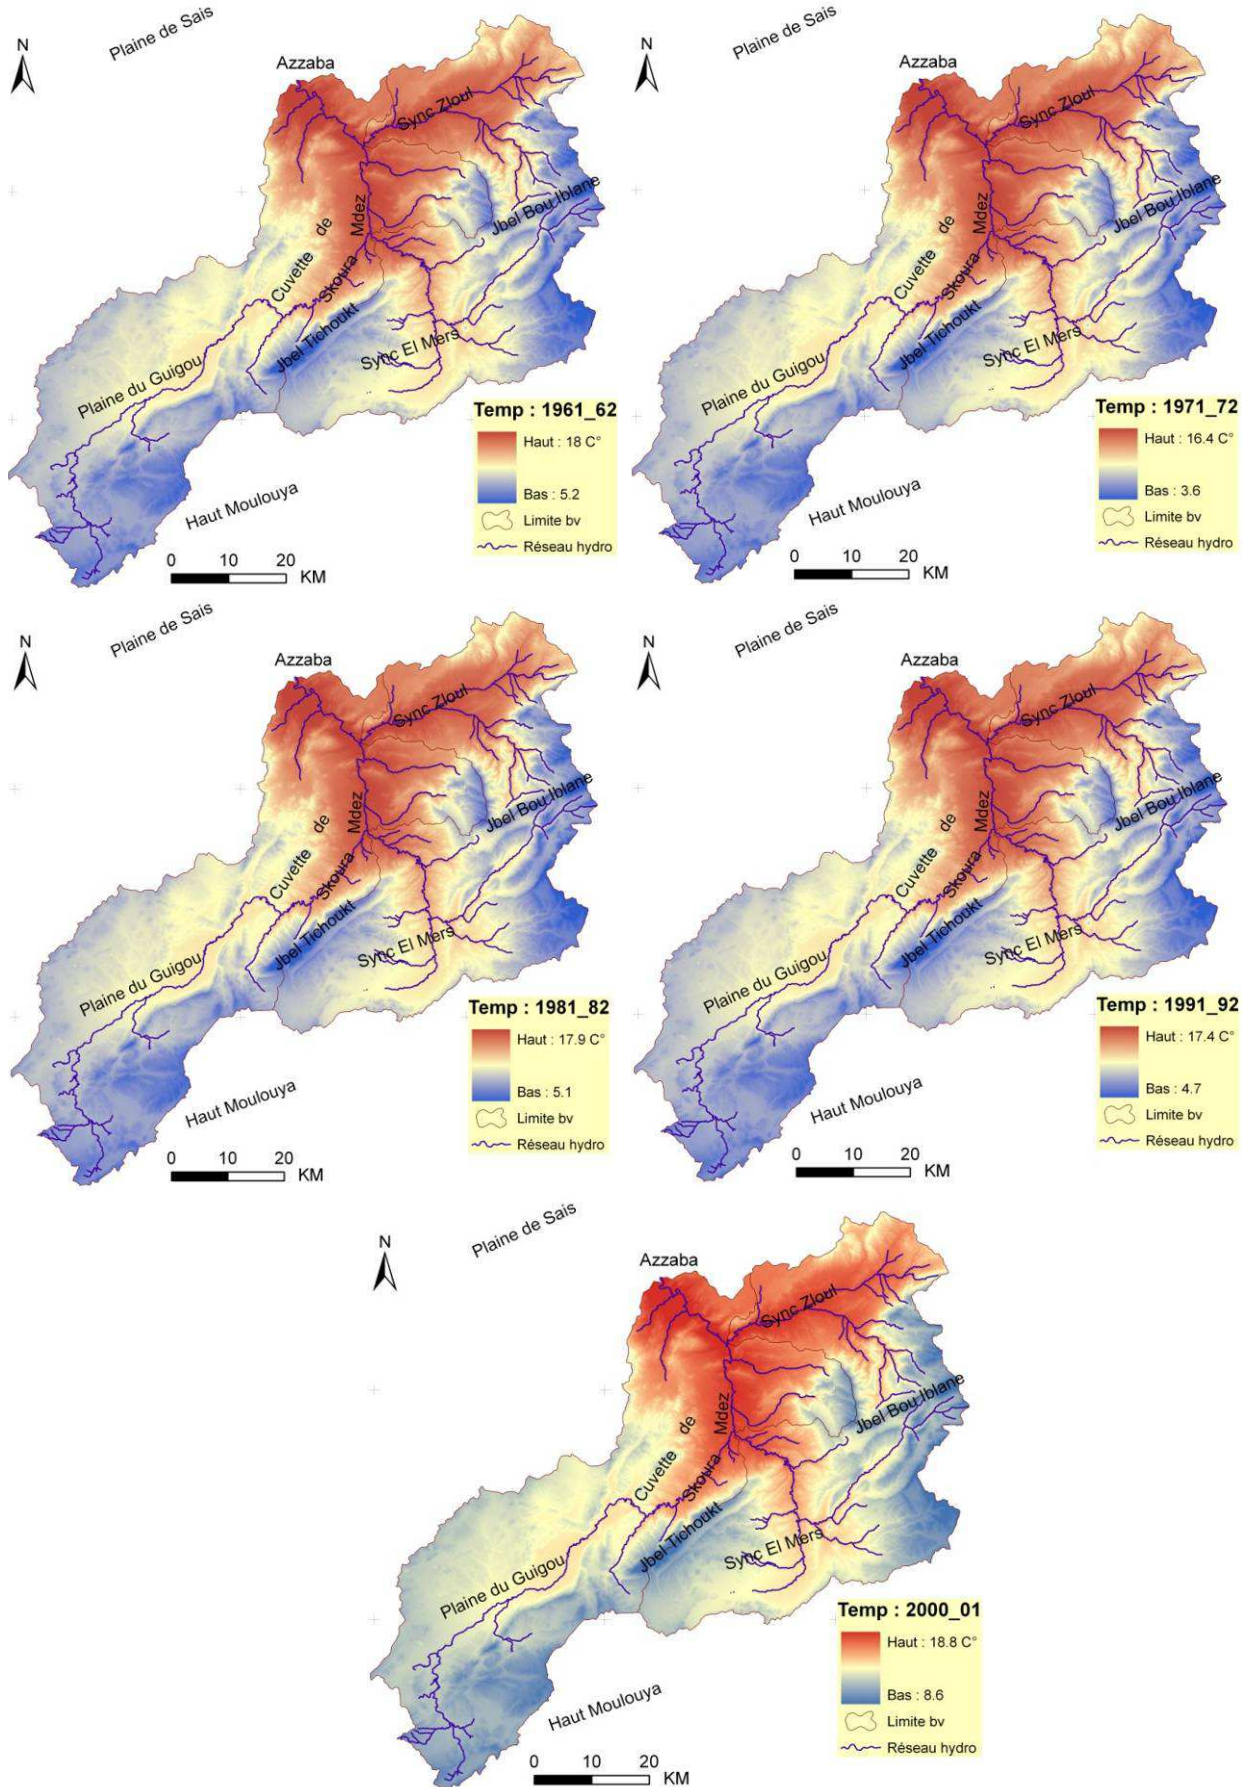 Plaine de Sais
N
Azzaba
Sync Zloul
Jbel Bou Iblane
Mdez
de
Cuvette
Skoura
Jbel Tichoukt
Sync El Mers
Plaine du Guigou
Haut Moulouya
Temp : 1961_62
Haut : 18 C°
Bas : 5.2
Limite bv
Réseau hydro
0 10 20
KM
Plaine de Sais
N
Azzaba
Sync Zloul
Jbel Bou Iblane
Mdez
de
Cuvette
Skoura
Jbel Tichoukt
Sync El Mers
Plaine du Guigou
Haut Moulouya
Temp : 1971_72
Haut : 16.4 C°
Bas : 3.6
Limite bv
Réseau hydro
0 10 20
KM
Plaine de Sais
N
Azzaba
Sync Zloul
Jbel Bou Iblane
Mdez
de
Cuvette
Skoura
Jbel Tichoukt
Sync El Mers
Plaine du Guigou
Haut Moulouya
Temp : 1981_82
Haut : 17.9 C°
Bas : 5.1
Limite bv
Réseau hydro
0 10 20
KM
Plaine de Sais
N
Azzaba
Sync Zloul
Jbel Bou Iblane
Mdez
de
Cuvette
Skoura
Jbel Tichoukt
Sync El Mers
Plaine du Guigou
Haut Moulouya
Temp : 1991_92
Haut : 17.4 C°
Bas : 4.7
Limite bv
Réseau hydro
0 10 20
KM
Plaine de Sais
N
Azzaba
Sync Zloul
Jbel Bou Iblane
Mdez
de
Cuvette
Skoura
Jbel Tichoukt
Sync El Mers
Plaine du Guigou
Haut Moulouya
Temp : 2000_01
Haut : 18.8 C°
Bas : 8.6
Limite bv
Réseau hydro
0 10 20
KM